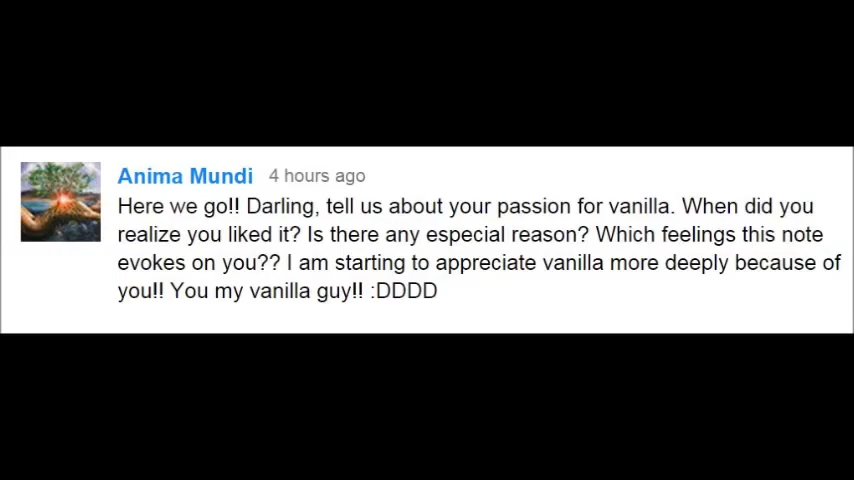 Anima Mundi 4 hours ago
Here we go!! Darling, tell us about your passion for vanilla. When did you
realize you liked it? Is there any especial reason? Which feelings this note
evokes on you?? I am starting to appreciate vanilla more deeply because of
you!! You my vanilla guy!! :DDDD